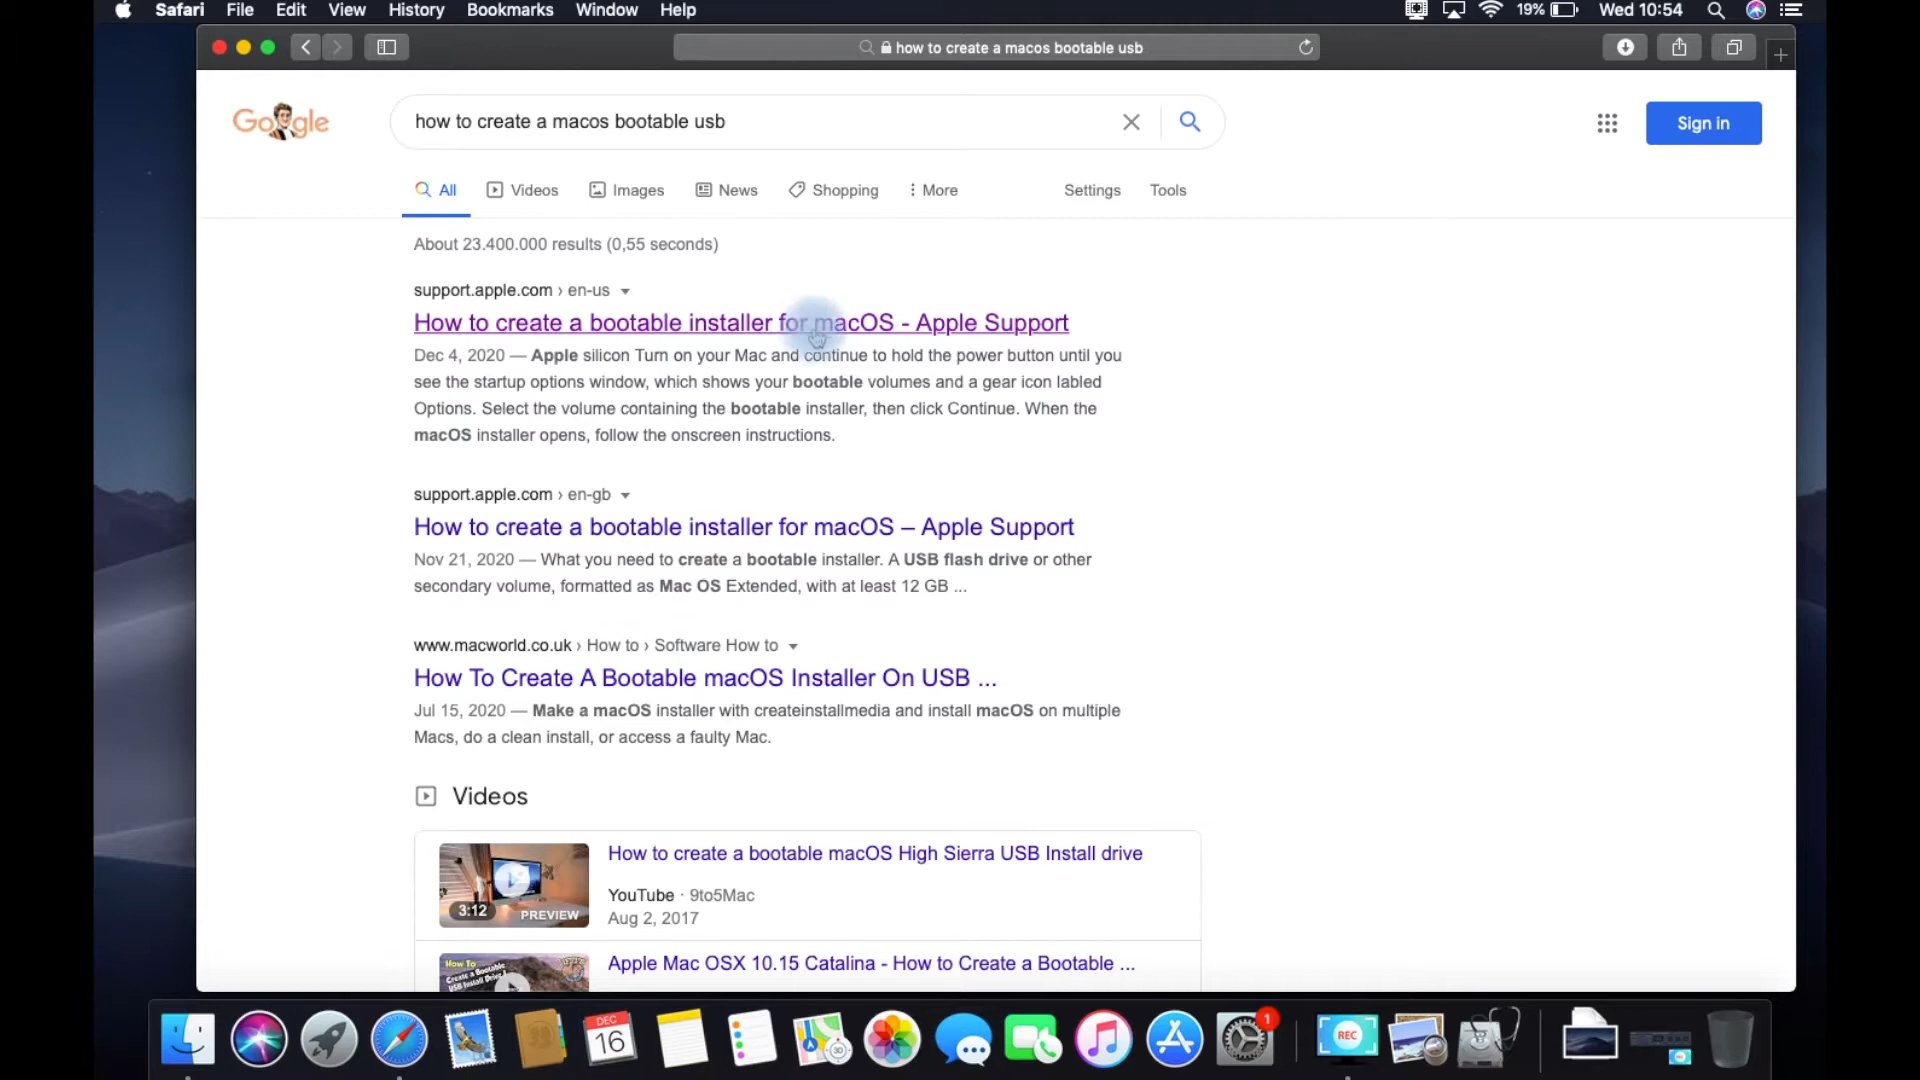 Safari File Edit View History Bookmarks Window Help 19% Wed 10:54
how to create a macos bootable usb
Google how to create a macos bootable usb Sign in
All Videos Images News Shopping More Settings Tools
About 23.400.000 results (0,55 seconds)
support.apple.com › en-us
How to create a bootable installer for macOS - Apple Support
Dec 4, 2020 — Apple silicon Turn on your Mac and continue to hold the power button until you
see the startup options window, which shows your bootable volumes and a gear icon labled
Options. Select the volume containing the bootable installer, then click Continue. When the
macOS installer opens, follow the onscreen instructions.
support.apple.com › en-gb
How to create a bootable installer for macOS – Apple Support
Nov 21, 2020 — What you need to create a bootable installer. A USB flash drive or other
secondary volume, formatted as Mac OS Extended, with at least 12 GB ...
www.macworld.co.uk › How to › Software How to
How To Create A Bootable macOS Installer On USB ...
Jul 15, 2020 — Make a macOS installer with createinstallmedia and install macOS on multiple
Macs, do a clean install, or access a faulty Mac.
Videos
How to create a bootable macOS High Sierra USB Install drive
YouTube · 9to5Mac
3:12 PREVIEW
Aug 2, 2017
Apple Mac OSX 10.15 Catalina - How to Create a Bootable ...
How To
Create a Bootable
USB Install Drive
DEC
16
1
REC